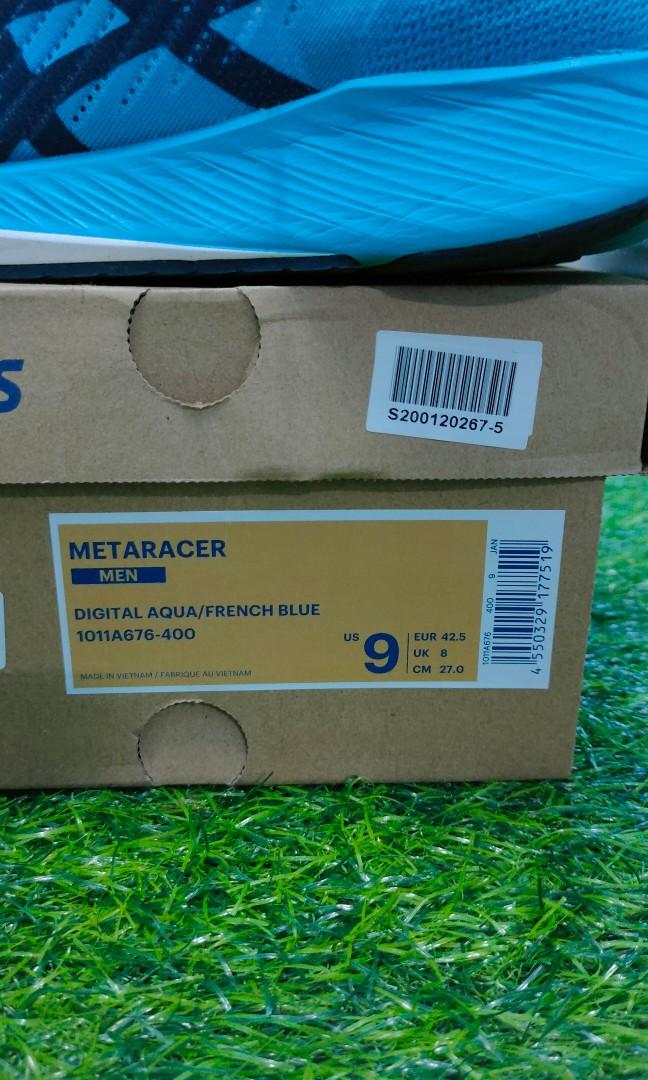 s
S200120267-5
METARACER
MEN
DIGITAL AQUA/FRENCH BLUE
1011A676-400
US 9
EUR 42.5
UK 8
CM 27.0
MADE IN VIETNAM / FABRIQUE AU VIETNAM
1011A676 400 9 JAN
4 550329 177519